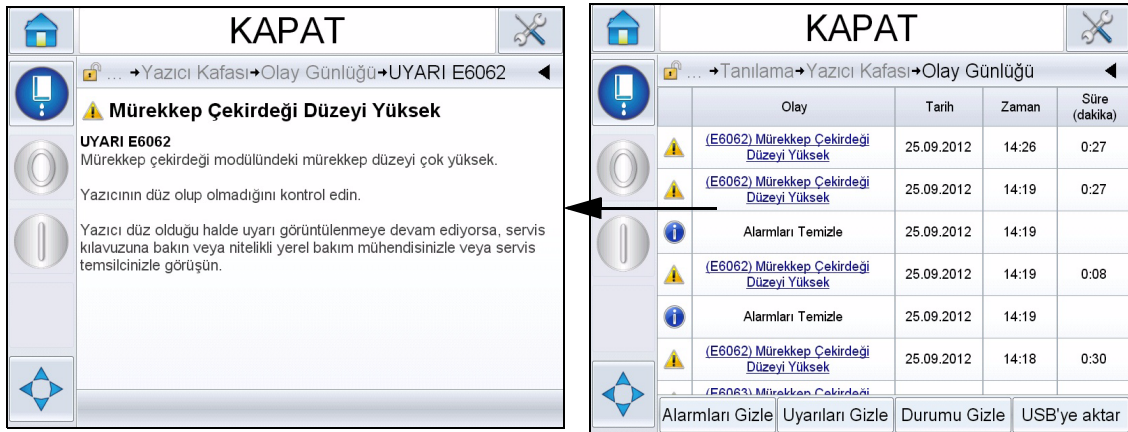 KAPAT
... →Yazıcı Kafası→Olay Günlüğü→UYARI E6062
Mürekkep Çekirdeği Düzeyi Yüksek
UYARI E6062
Mürekkep çekirdeği modülündeki mürekkep düzeyi çok yüksek.
Yazıcının düz olup olmadığını kontrol edin.
Yazıcı düz olduğu halde uyarı görüntülenmeye devam ediyorsa, servis
kılavuzuna bakın veya nitelikli yerel bakım mühendisinizle veya servis
temsilcinizle görüşün.
KAPAT
... →Tanılama→Yazıcı Kafası→Olay Günlüğü
Olay Tarih Zaman Süre
(dakika)
(E6062) Mürekkep Çekirdeği
Düzeyi Yüksek 25.09.2012 14:26 0:27
(E6062) Mürekkep Çekirdeği
Düzeyi Yüksek 25.09.2012 14:19 0:27
Alarmları Temizle 25.09.2012 14:19
(E6062) Mürekkep Çekirdeği
Düzeyi Yüksek 25.09.2012 14:19 0:08
Alarmları Temizle 25.09.2012 14:19
(E6062) Mürekkep Çekirdeği
Düzeyi Yüksek 25.09.2012 14:18 0:30
(E6063) Mürekkep Çekirdeği
Alarmları Gizle Uyarıları Gizle Durumu Gizle USB'ye aktar